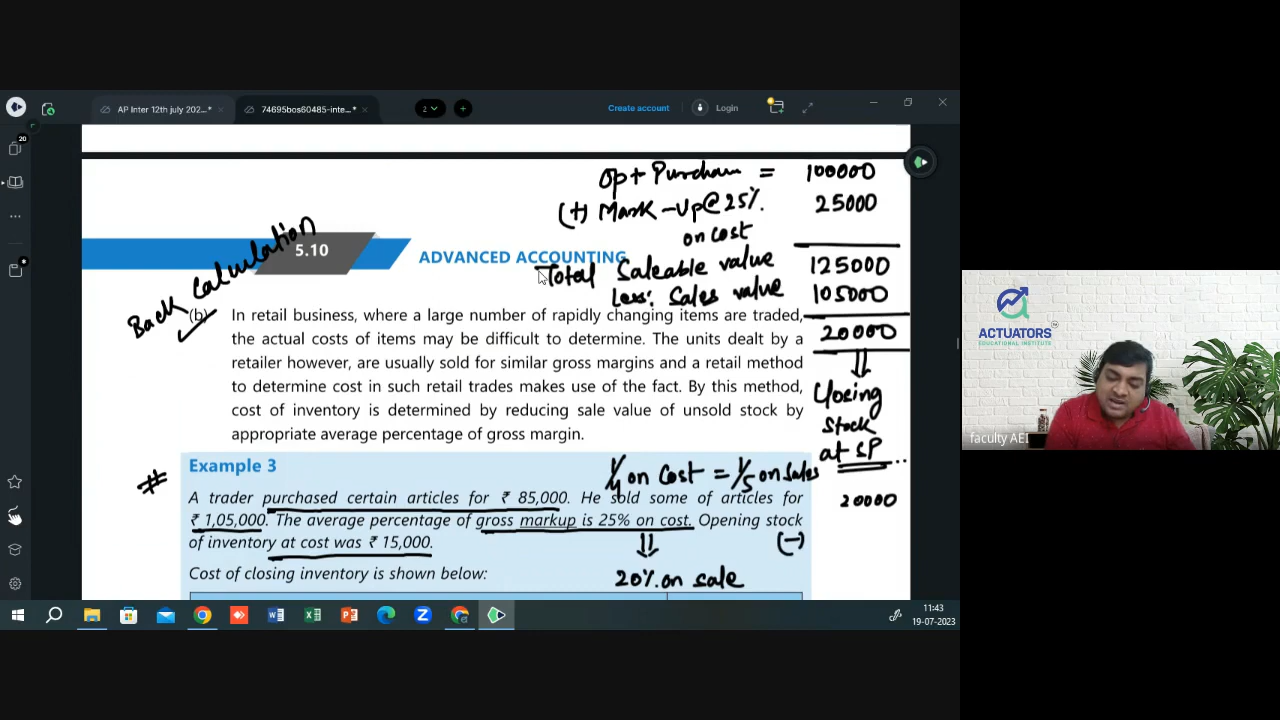 AP Inter 12th july 202...*
74695bos60485-inte...*
2
Create account
Login
20
Op + Purcham = 100000
(+) Mark-Up@25% 25000
on cost
5.10
ADVANCED ACCOUNTING
Total Saleable value 125000
Less: Sales value 105000
20000
Closing
Stock
at SP
20000
Back Calculation
(b) In retail business, where a large number of rapidly changing items are traded,
the actual costs of items may be difficult to determine. The units dealt by a
retailer however, are usually sold for similar gross margins and a retail method
to determine cost in such retail trades makes use of the fact. By this method,
cost of inventory is determined by reducing sale value of unsold stock by
appropriate average percentage of gross margin.
Example 3
1/4 on Cost = 1/5 on Sales
#
A trader purchased certain articles for ₹ 85,000. He sold some of articles for
₹ 1,05,000. The average percentage of gross markup is 25% on cost. Opening stock
of inventory at cost was ₹ 15,000.
(-)
20% on sale
Cost of closing inventory is shown below:
11:43
19-07-2023
ACTUATORS
EDUCATIONAL INSTITUTE
faculty AEI